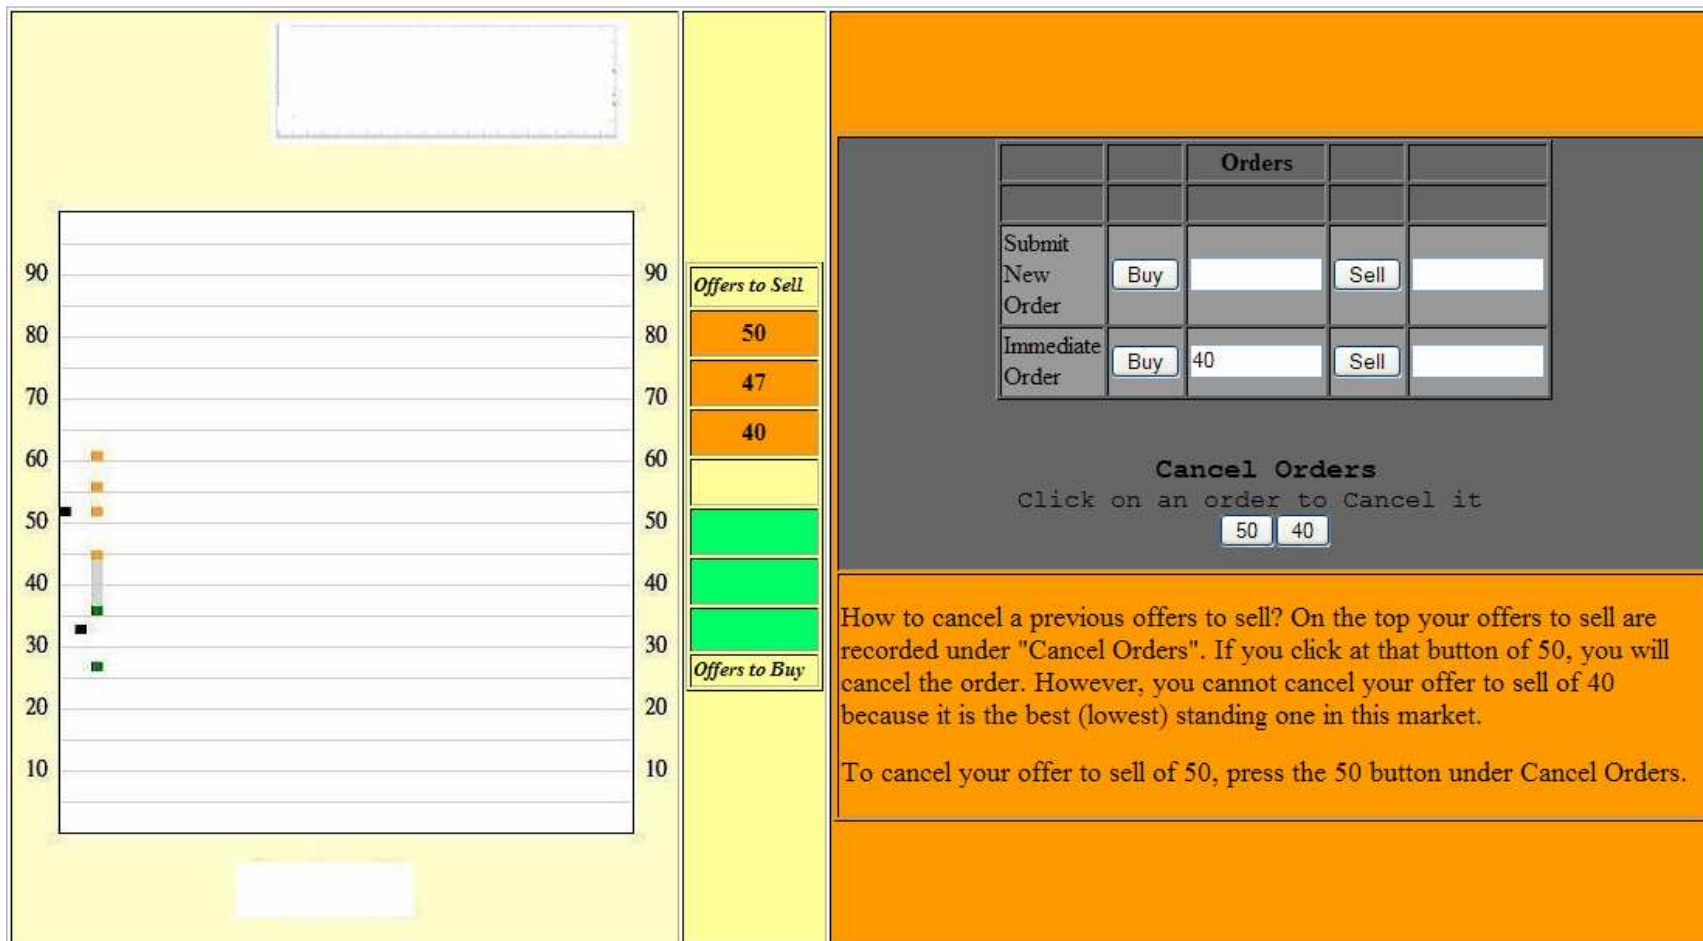 90
80
70
60
50
40
30
20
10
90
80
70
60
50
40
30
20
10
Offers to Sell
50
47
40
Offers to Buy
Orders
Submit
New
Order
Buy
Sell
Immediate
Order
Buy
40
Sell
Cancel Orders
Click on an order to Cancel it
50 40
How to cancel a previous offers to sell? On the top your offers to sell are
recorded under "Cancel Orders". If you click at that button of 50, you will
cancel the order. However, you cannot cancel your offer to sell of 40
because it is the best (lowest) standing one in this market.
To cancel your offer to sell of 50, press the 50 button under Cancel Orders.